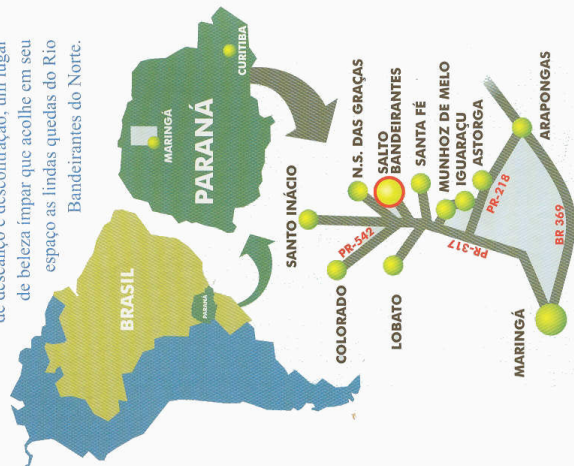 de descanço e descontração, um lugar
de beleza ímpar que acolhe em seu
espaço as lindas quedas do Rio
Bandeirantes do Norte.
BRASIL
PARANÁ
MARINGÁ
PARANÁ
CURITIBA
SANTO INÁCIO
N.S. DAS GRAÇAS
SALTO
BANDEIRANTES
SANTA FÉ
MUNHOZ DE MELO
IGUARAÇU
ASTORGA
ARAPONGAS
COLORADO
PR-542
LOBATO
PR-317
PR-218
BR 369
MARINGÁ